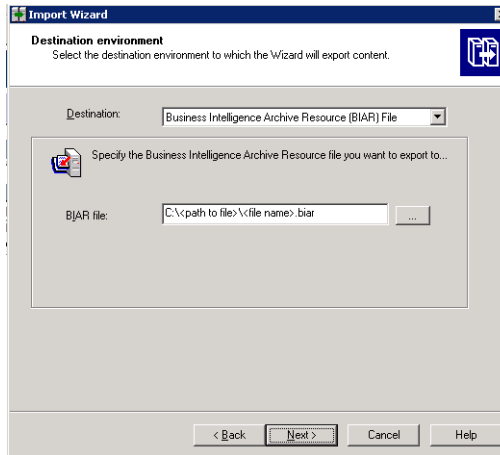 Import Wizard
Destination environment
Select the destination environment to which the Wizard will export content.
Destination:
Business Intelligence Archive Resource (BIAR) File
Specify the Business Intelligence Archive Resource file you want to export to...
BIAR file:
C:\<path to file>\<file name>.biar
...
< Back
Next >
Cancel
Help